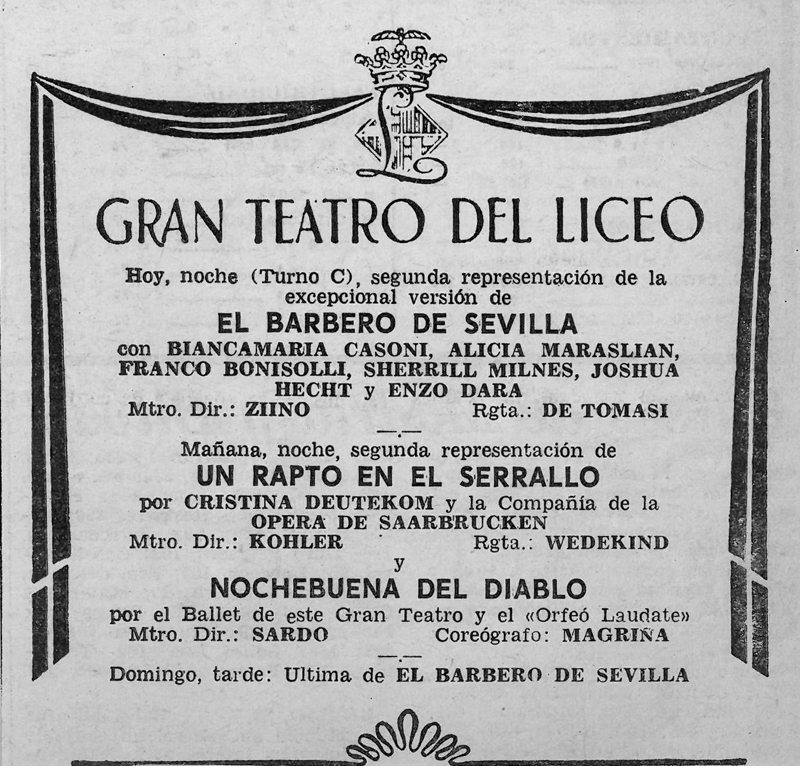 GRAN TEATRO DEL LICEO
Hoy, noche (Turno C), segunda representación de la
excepcional versión de
EL BARBERO DE SEVILLA
con BIANCAMARIA CASONI, ALICIA MARASLIAN,
FRANCO BONISOLLI, SHERRILL MILNES, JOSHUA
HECHT y ENZO DARA
Mtro. Dir.: ZIINO Rgta.: DE TOMASI
Mañana, noche, segunda representación de
UN RAPTO EN EL SERRALLO
por CRISTINA DEUTEKOM y la Compañía de la
OPERA DE SAARBRUCKEN
Mtro. Dir.: KOHLER Rgta.: WEDEKIND
y
NOCHEBUENA DEL DIABLO
por el Ballet de este Gran Teatro y el «Orfeó Laudate»
Mtro. Dir.: SARDO Coreógrafo: MAGRIÑA
Domingo, tarde: Ultima de EL BARBERO DE SEVILLA